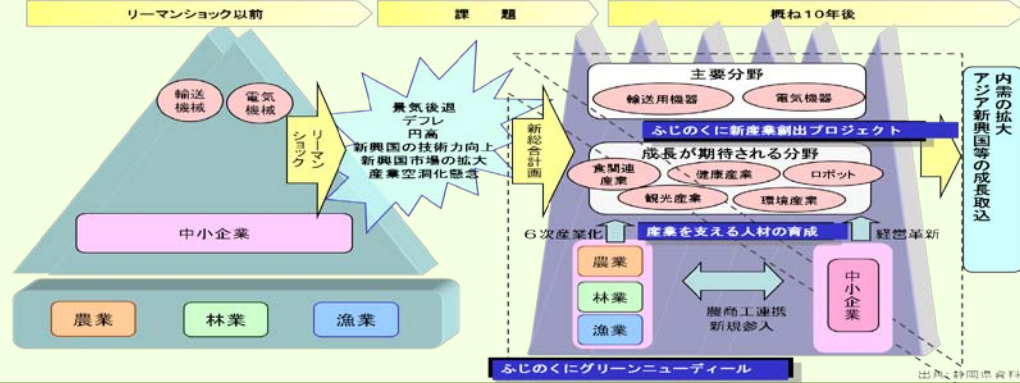 リーマンショック以前
課 題
概ね10年後
輸送
機械
電気
機械
中小企業
農業
林業
漁業
リーマン
ショック
景気後退
デフレ
円高
新興国の技術力向上
新興国市場の拡大
産業空洞化懸念
新総合計画
主要分野
輸送用機器
電気機器
ふじのくに新産業創出プロジェクト
成長が期待される分野
食関連
産業
健康産業
ロボット
観光産業
環境産業
6次産業化
産業を支える人材の育成
経営革新
農業
林業
漁業
農商工連携
新規参入
中小企業
ふじのくにグリーンニューディール
内需の拡大
アジア新興国等の成長取込
出典:静岡県資料